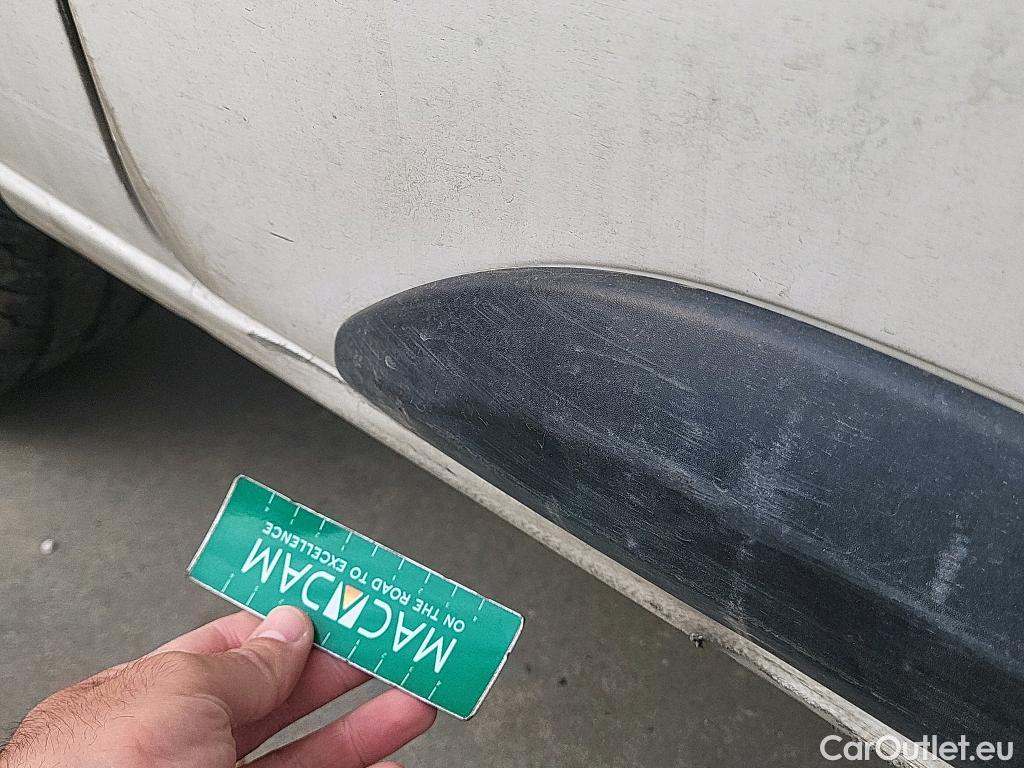 MACADAM
ON THE ROAD TO EXCELLENCE
CarOutlet.eu